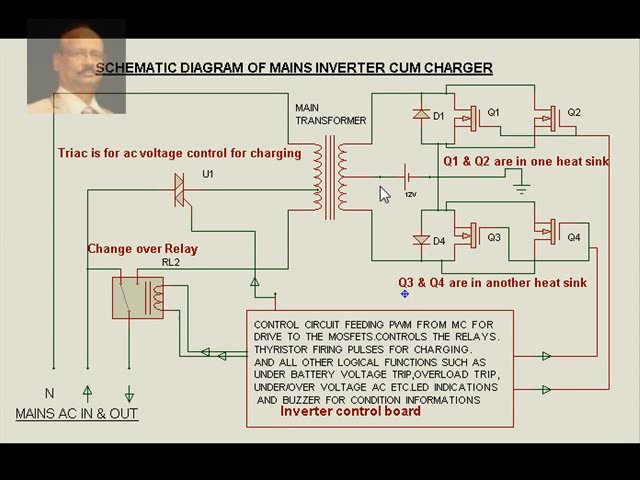 SCHEMATIC DIAGRAM OF MAINS INVERTER CUM CHARGER
MAIN
TRANSFORMER
D1
Q1
Q2
Triac is for ac voltage control for charging
U1
Q1 & Q2 are in one heat sink
12V
Change over Relay
RL2
D4
Q3
Q4
Q3 & Q4 are in another heat sink
CONTROL CIRCUIT FEEDING PWM FROM MC FOR
DRIVE TO THE MOSFETS.CONTROLS THE RELAYS.
THYRISTOR FIRING PULSES FOR CHARGING.
AND ALL OTHER LOGICAL FUNCTIONS SUCH AS
UNDER BATTERY VOLTAGE TRIP,OVERLOAD TRIP,
UNDER/OVER VOLTAGE AC ETC.LED INDICATIONS
AND BUZZER FOR CONDITION INFORMATIONS
Inverter control board
N
MAINS AC IN & OUT